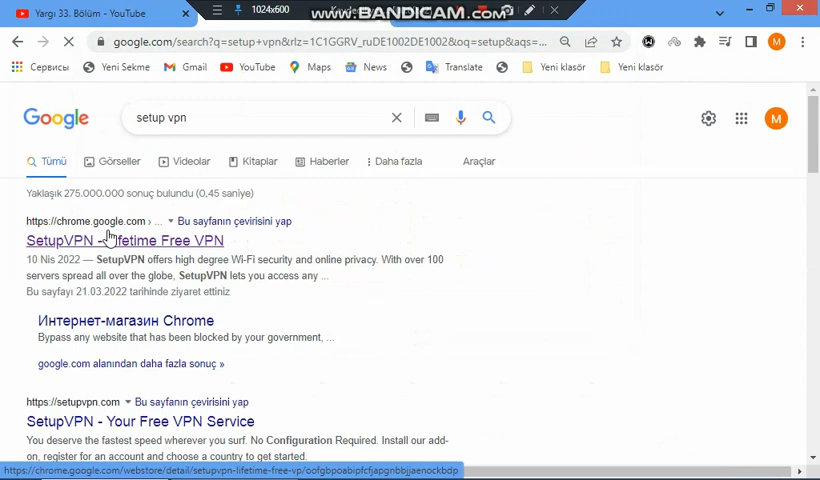 Yargı 33. Bölüm - YouTube
1024x600
www.BANDICAM.com
google.com/search?q=setup+vpn&rlz=1C1GGRV_ruDE1002DE1002&oq=setup&aqs=...
Сервисы
Yeni Sekme
Gmail
YouTube
Maps
News
Translate
Yeni klasör
Yeni klasör
Google
setup vpn
M
M
Tümü
Görseller
Videolar
Kitaplar
Haberler
Daha fazla
Araçlar
Yaklaşık 275.000.000 sonuç bulundu (0,45 saniye)
https://chrome.google.com › ... Bu sayfanın çevirisini yap
SetupVPN - Lifetime Free VPN
10 Nis 2022 — SetupVPN offers high degree Wi-Fi security and online privacy. With over 100
servers spread all over the globe, SetupVPN lets you access any ...
Bu sayfayı 21.03.2022 tarihinde ziyaret ettiniz
Интернет-магазин Chrome
Bypass any website that has been blocked by your government, ...
google.com alanından daha fazla sonuç »
https://setupvpn.com Bu sayfanın çevirisini yap
SetupVPN - Your Free VPN Service
You deserve the fastest speed wherever you surf. No Configuration Required. Install our add-
on, register for an account and choose a country to get started.
https://chrome.google.com/webstore/detail/setupvpn-lifetime-free-vp/oofgbpoabipfcfjapgnbbjjaenockbdp